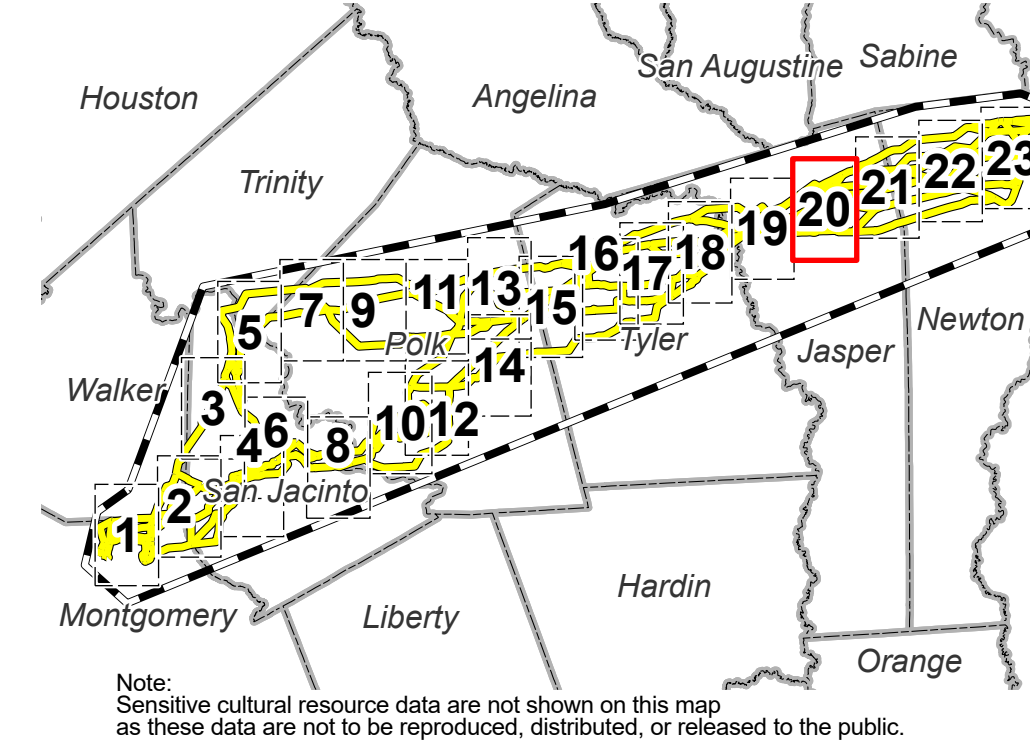 Houston
Angelina
San Augustine
Sabine
Trinity
23
22
21
20
19
18
17
16
15
13
11
9
7
5
Polk
Tyler
Jasper
Newton
Walker
14
3
10
12
6
4
8
San Jacinto
2
1
Montgomery
Liberty
Hardin
Orange
Note:
Sensitive cultural resource data are not shown on this map
as these data are not to be reproduced, distributed, or released to the public.